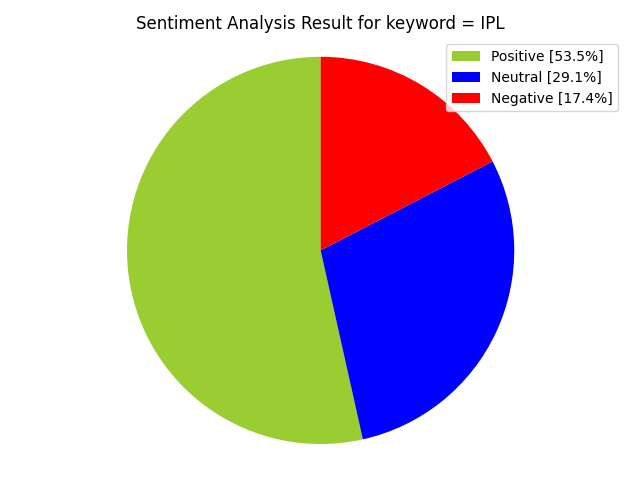 Sentiment Analysis Result for keyword = IPL
Positive [53.5%]
Neutral [29.1%]
Negative [17.4%]